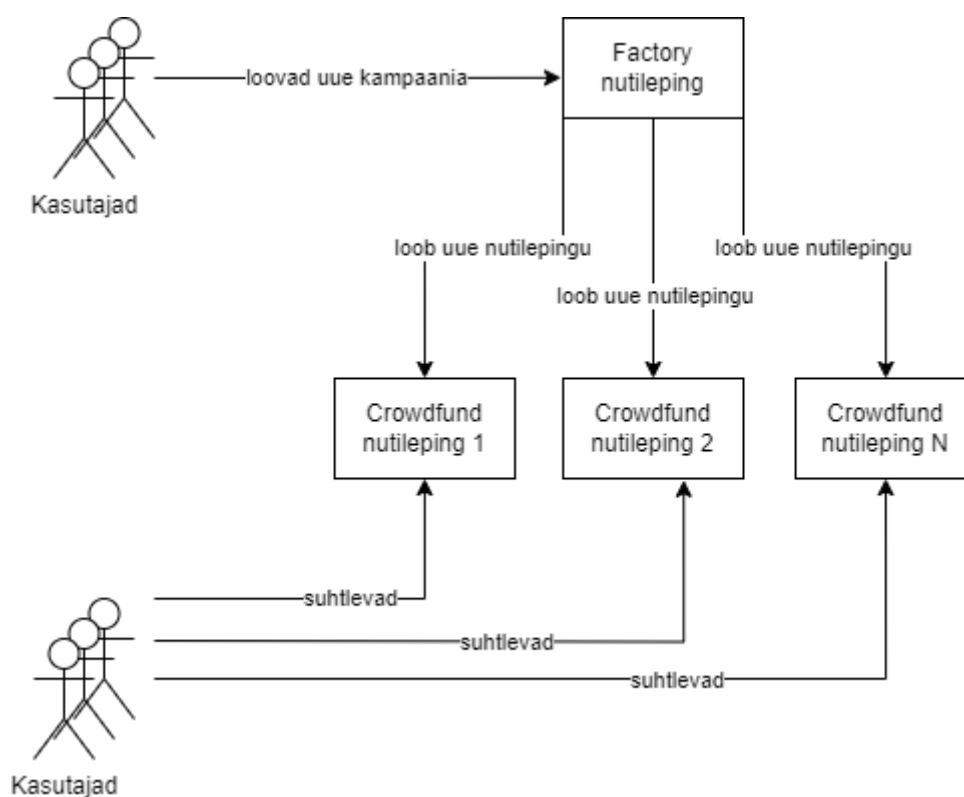 Factory
nutileping
loovad uue kampaania
Kasutajad
loob uue nutilepingu
loob uue nutilepingu
loob uue nutilepingu
Crowdfund
nutileping 1
Crowdfund
nutileping 2
Crowdfund
nutileping N
suhtlevad
suhtlevad
suhtlevad
Kasutajad